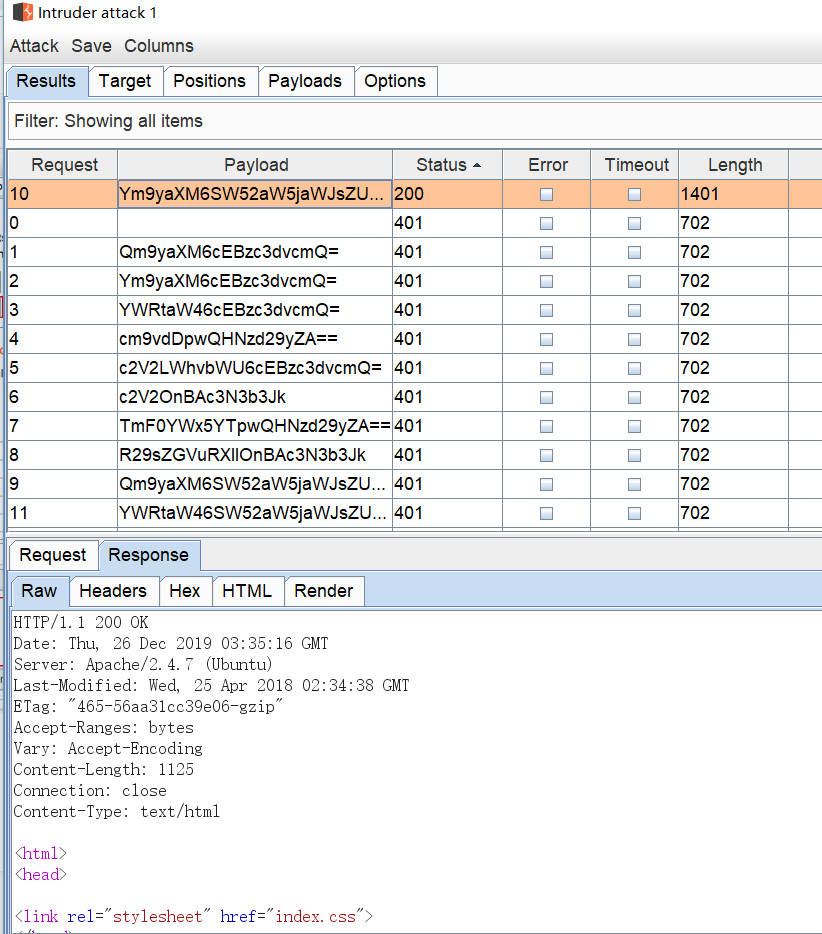 Intruder attack 1
Attack Save Columns
Results Target Positions Payloads Options
Filter: Showing all items
Request Payload Status Error Timeout Length
10 Ym9yaXM6SW52aW5jaWJsZU... 200 1401
0 401 702
1 Qm9yaXM6cEBzc3dvcmQ= 401 702
2 Ym9yaXM6cEBzc3dvcmQ= 401 702
3 YWRtaW46cEBzc3dvcmQ= 401 702
4 cm9vdDpwQHNzd29yZA== 401 702
5 c2V2LWhvbWU6cEBzc3dvcmQ= 401 702
6 c2V2OnBAc3N3b3Jk 401 702
7 TmF0YWx5YTpwQHNzd29yZA== 401 702
8 R29sZGVuRXllOnBAc3N3b3Jk 401 702
9 Qm9yaXM6SW52aW5jaWJsZU... 401 702
11 YWRtaW46SW52aW5jaWJsZU... 401 702
Request Response
Raw Headers Hex HTML Render
HTTP/1.1 200 OK
Date: Thu, 26 Dec 2019 03:35:16 GMT
Server: Apache/2.4.7 (Ubuntu)
Last-Modified: Wed, 25 Apr 2018 02:34:38 GMT
ETag: "465-56aa31cc39e06-gzip"
Accept-Ranges: bytes
Vary: Accept-Encoding
Content-Length: 1125
Connection: close
Content-Type: text/html
<html>
<head>
<link rel="stylesheet" href="index.css">